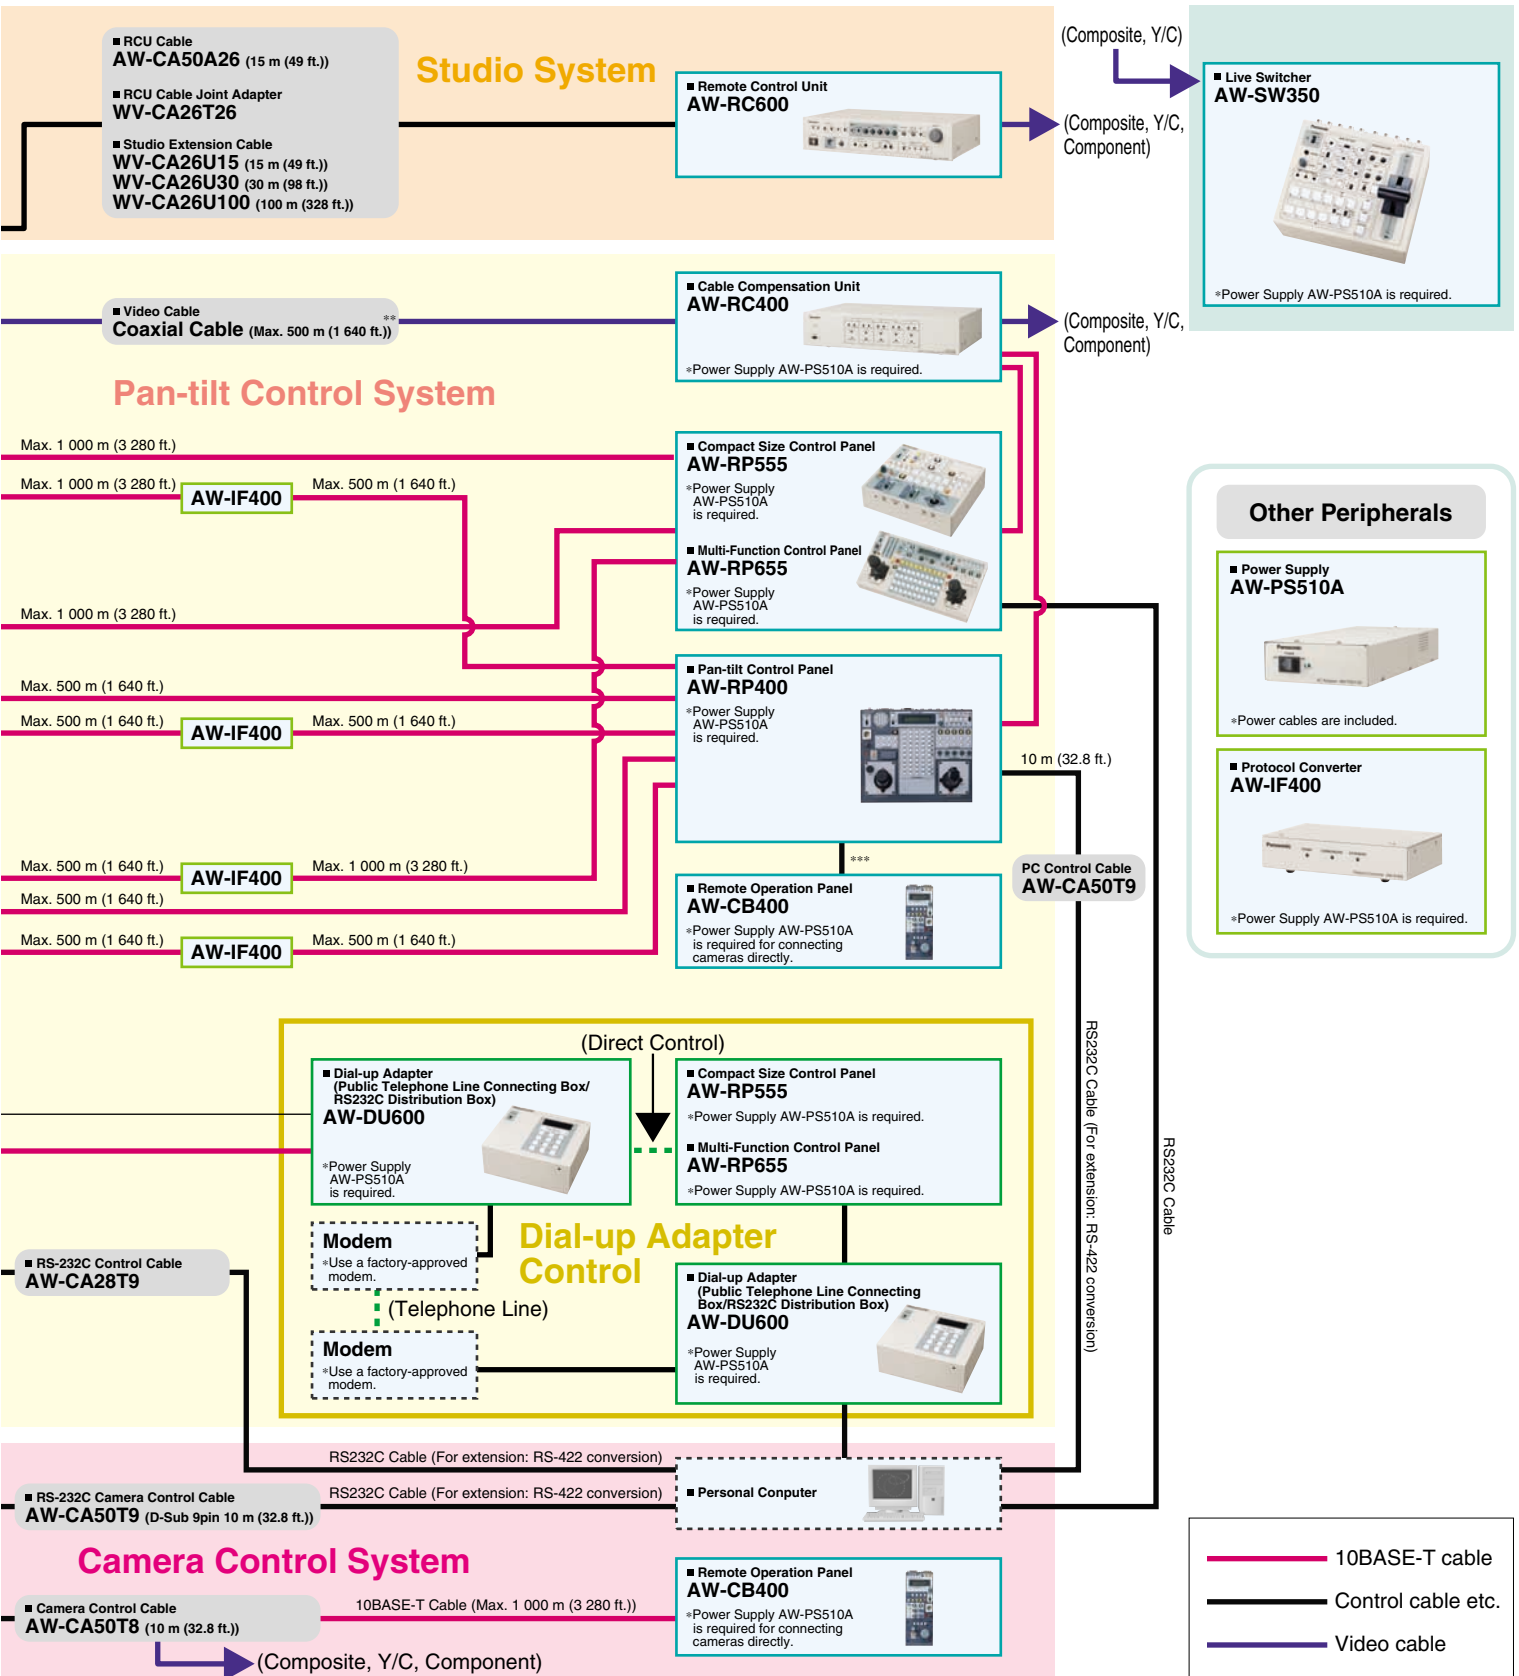 ■ RCU Cable
AW-CA50A26 (15 m (49 ft.))
■ RCU Cable Joint Adapter
WV-CA26T26
■ Studio Extension Cable
WV-CA26U15 (15 m (49 ft.))
WV-CA26U30 (30 m (98 ft.))
WV-CA26U100 (100 m (328 ft.))
Studio System
■ Remote Control Unit
AW-RC600
(Composite, Y/C)
(Composite, Y/C,
Component)
■ Live Switcher
AW-SW350
*Power Supply AW-PS510A is required.
■ Video Cable
Coaxial Cable (Max. 500 m (1 640 ft.))**
■ Cable Compensation Unit
AW-RC400
*Power Supply AW-PS510A is required.
(Composite, Y/C,
Component)
Pan-tilt Control System
Max. 1 000 m (3 280 ft.)
Max. 1 000 m (3 280 ft.)
AW-IF400
Max. 500 m (1 640 ft.)
■ Compact Size Control Panel
AW-RP555
*Power Supply
AW-PS510A
is required.
■ Multi-Function Control Panel
AW-RP655
*Power Supply
AW-PS510A
is required.
Max. 1 000 m (3 280 ft.)
Other Peripherals
■ Power Supply
AW-PS510A
Panasonic
*Power cables are included.
■ Protocol Converter
AW-IF400
*Power Supply AW-PS510A is required.
■ Pan-tilt Control Panel
AW-RP400
*Power Supply
AW-PS510A
is required.
Max. 500 m (1 640 ft.)
Max. 500 m (1 640 ft.)
AW-IF400
Max. 500 m (1 640 ft.)
10 m (32.8 ft.)
Max. 500 m (1 640 ft.)
AW-IF400
Max. 1 000 m (3 280 ft.)
Max. 500 m (1 640 ft.)
Max. 500 m (1 640 ft.)
AW-IF400
Max. 500 m (1 640 ft.)
***
PC Control Cable
AW-CA50T9
■ Remote Operation Panel
AW-CB400
*Power Supply AW-PS510A
is required for connecting
cameras directly.
RS232C Cable (For extension: RS-422 conversion)
RS232C Cable
(Direct Control)
■ Dial-up Adapter
(Public Telephone Line Connecting Box/
RS232C Distribution Box)
AW-DU600
*Power Supply
AW-PS510A
is required.
■ Compact Size Control Panel
AW-RP555
*Power Supply AW-PS510A is required.
■ Multi-Function Control Panel
AW-RP655
*Power Supply AW-PS510A is required.
Modem
*Use a factory-approved
modem.
Dial-up Adapter
Control
(Telephone Line)
Modem
*Use a factory-approved
modem.
■ Dial-up Adapter
(Public Telephone Line Connecting
Box/RS232C Distribution Box)
AW-DU600
*Power Supply
AW-PS510A
is required.
■ RS-232C Control Cable
AW-CA28T9
RS232C Cable (For extension: RS-422 conversion)
■ RS-232C Camera Control Cable
AW-CA50T9 (D-Sub 9pin 10 m (32.8 ft.))
RS232C Cable (For extension: RS-422 conversion)
■ Personal Computer
Camera Control System
■ Camera Control Cable
AW-CA50T8 (10 m (32.8 ft.))
10BASE-T Cable (Max. 1 000 m (3 280 ft.))
(Composite, Y/C, Component)
■ Remote Operation Panel
AW-CB400
*Power Supply AW-PS510A
is required for connecting
cameras directly.
10BASE-T cable
Control cable etc.
Video cable